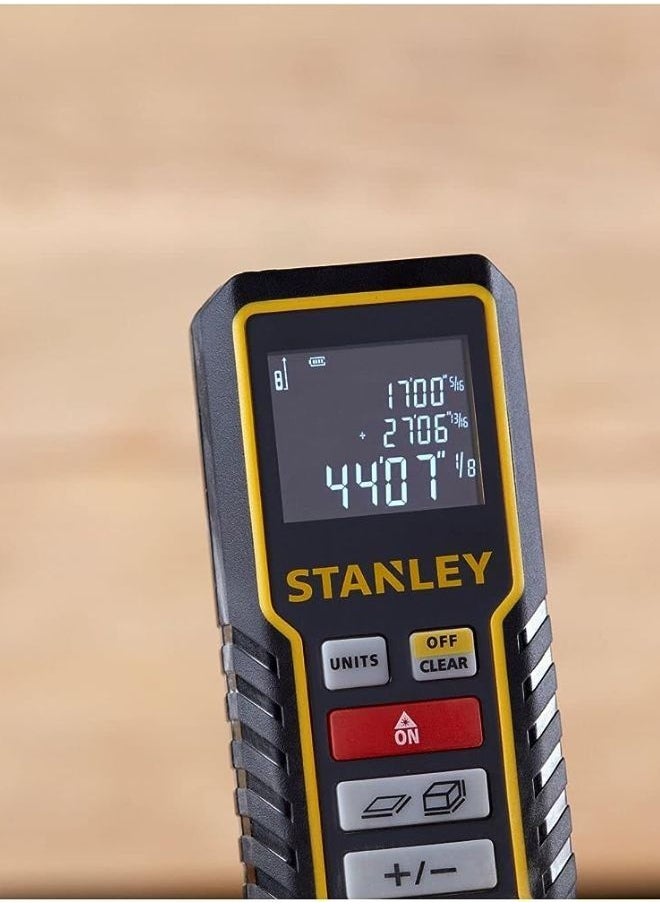 17'00" 5/16
+ 27'06" 13/16
44'07" 1/8
STANLEY
UNITS
OFF
CLEAR
ON
+/−